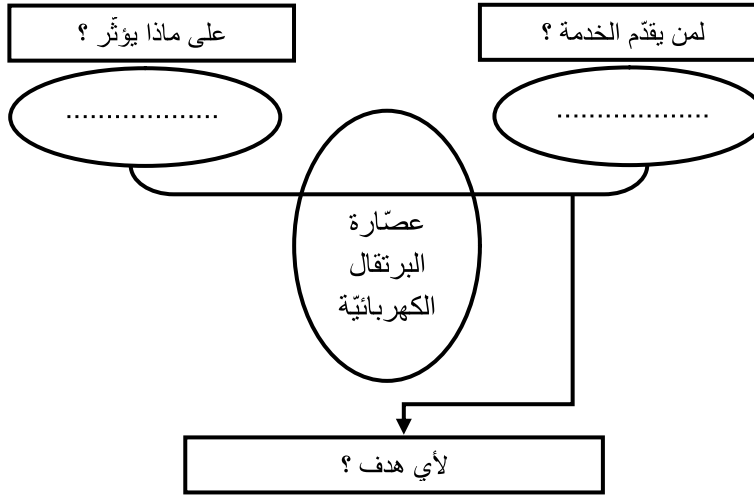 لمن يقدّم الخدمة ؟
على ماذا يؤثّر ؟
...................
...................
عصّارة
البرتقال
الكهربائيّة
لأي هدف ؟